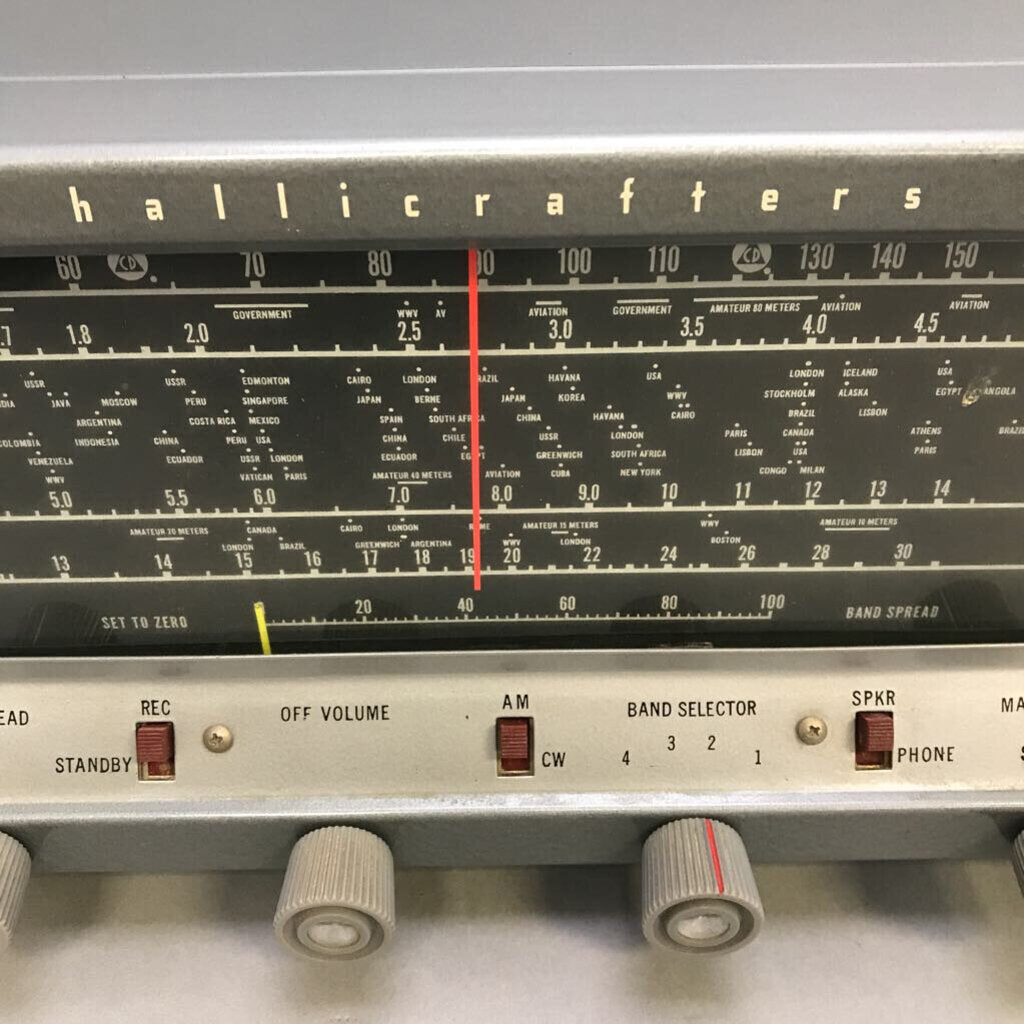 hallicrafters
60 CD 70 80 90 100 110 CD 130 140 150
GOVERNMENT WWV AV AVIATION GOVERNMENT AMATEUR 80 METERS AVIATION AVIATION
.7 1.8 2.0 2.5 3.0 3.5 4.0 4.5
USSR USSR EDMONTON CAIRO LONDON RAZIL HAVANA USA LONDON ICELAND USA
JAVA MOSCOW PERU SINGAPORE JAPAN BERNE JAPAN KOREA WWV STOCKHOLM ALASKA EGYPT ANGOLA
ARGENTINA COSTA RICA MEXICO SPAIN SOUTH AFRICA CHINA HAVANA CAIRO BRAZIL LISBON
COLOMBIA INDONESIA CHINA PERU USA CHINA CHILE USSR LONDON PARIS CANADA ATHENS BRAZIL
VENEZUELA ECUADOR USSR LONDON ECUADOR EGYPT GREENWICH SOUTH AFRICA LISBON USA PARIS
WWV VATICAN PARIS AMATEUR 40 METERS AVIATION CUBA NEW YORK CONGO MILAN
5.0 5.5 6.0 7.0 8.0 9.0 10 11 12 13 14
AMATEUR 20 METERS CANADA CAIRO LONDON ROME AMATEUR 15 METERS WWV AMATEUR 10 METERS
LONDON BRAZIL GREENWICH ARGENTINA WWV LONDON BOSTON
13 14 15 16 17 18 19 20 22 24 26 28 30
SET TO ZERO 20 40 60 80 100 BAND SPREAD
EAD REC OFF VOLUME AM BAND SELECTOR SPKR MA
STANDBY CW 4 3 2 1 PHONE